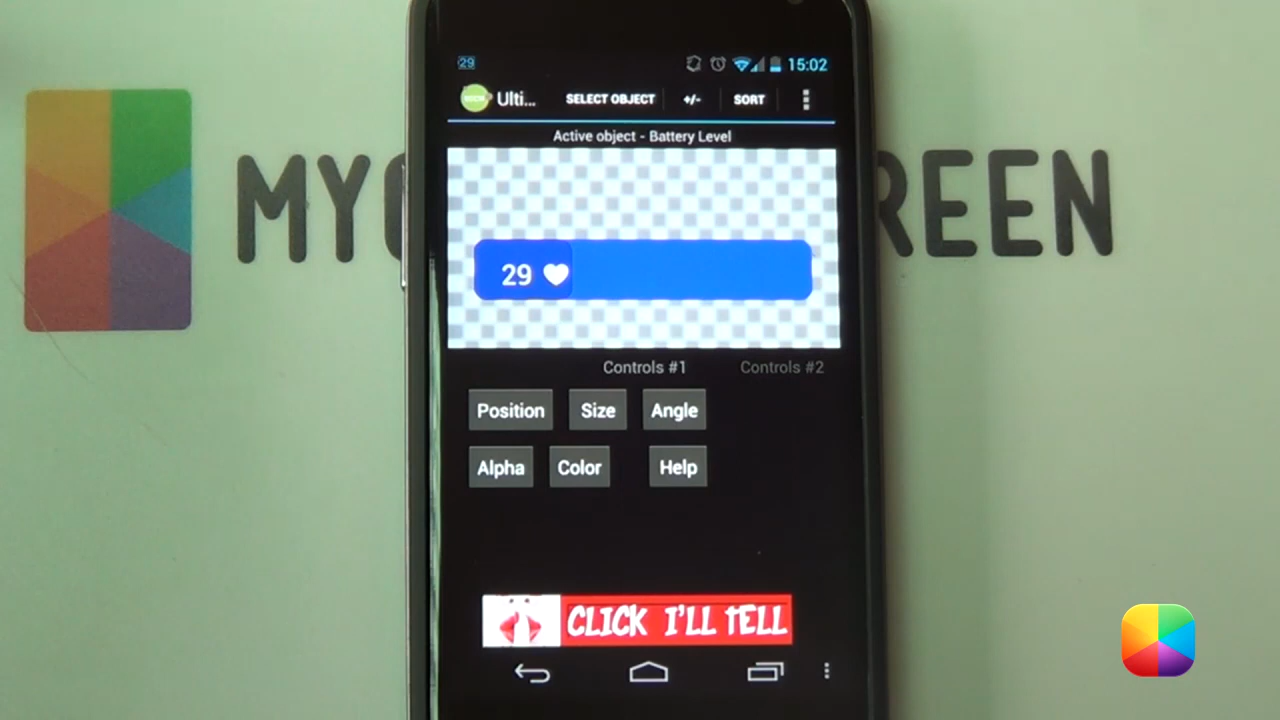 29 15:02
Ulti... SELECT OBJECT +/- SORT
Active object - Battery Level
MYC REEN
29
Controls #1 Controls #2
Position Size Angle
Alpha Color Help
CLICK I'LL TELL